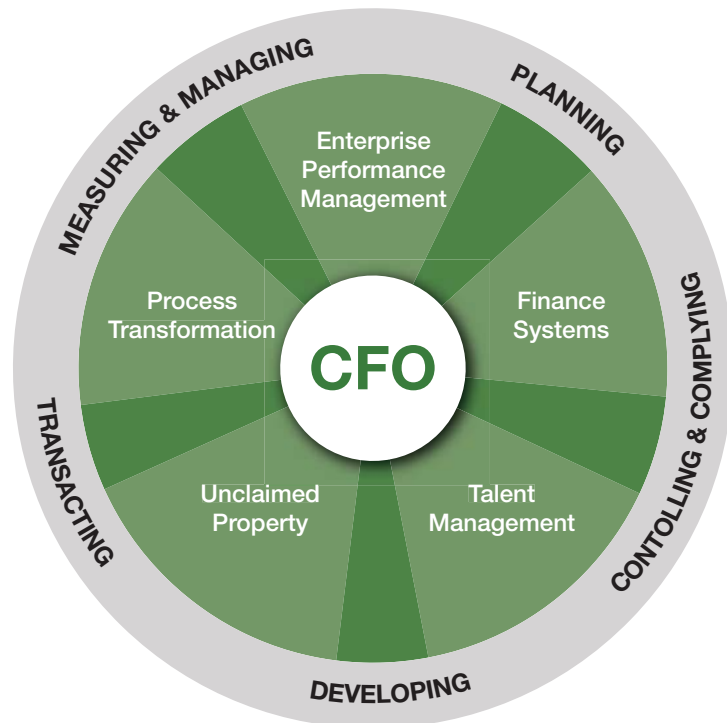 MEASURING & MANAGING
PLANNING
CONTOLLING & COMPLYING
DEVELOPING
TRANSACTING
Enterprise
Performance
Management
Finance
Systems
Talent
Management
Unclaimed
Property
Process
Transformation
CFO